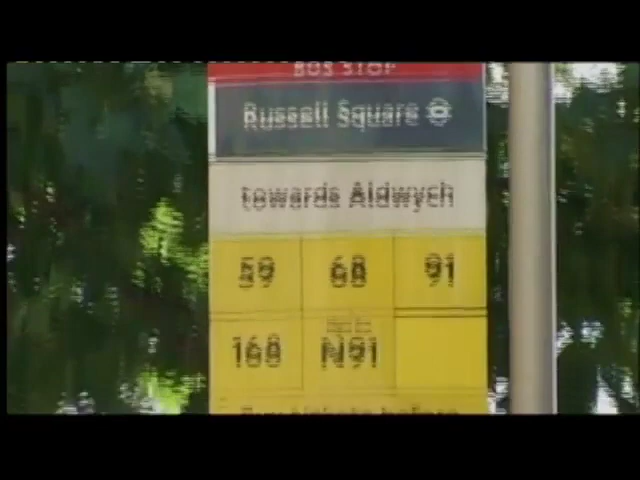 BUS STOP
Russell Square
towards Aldwych
59 68 91
168 N91